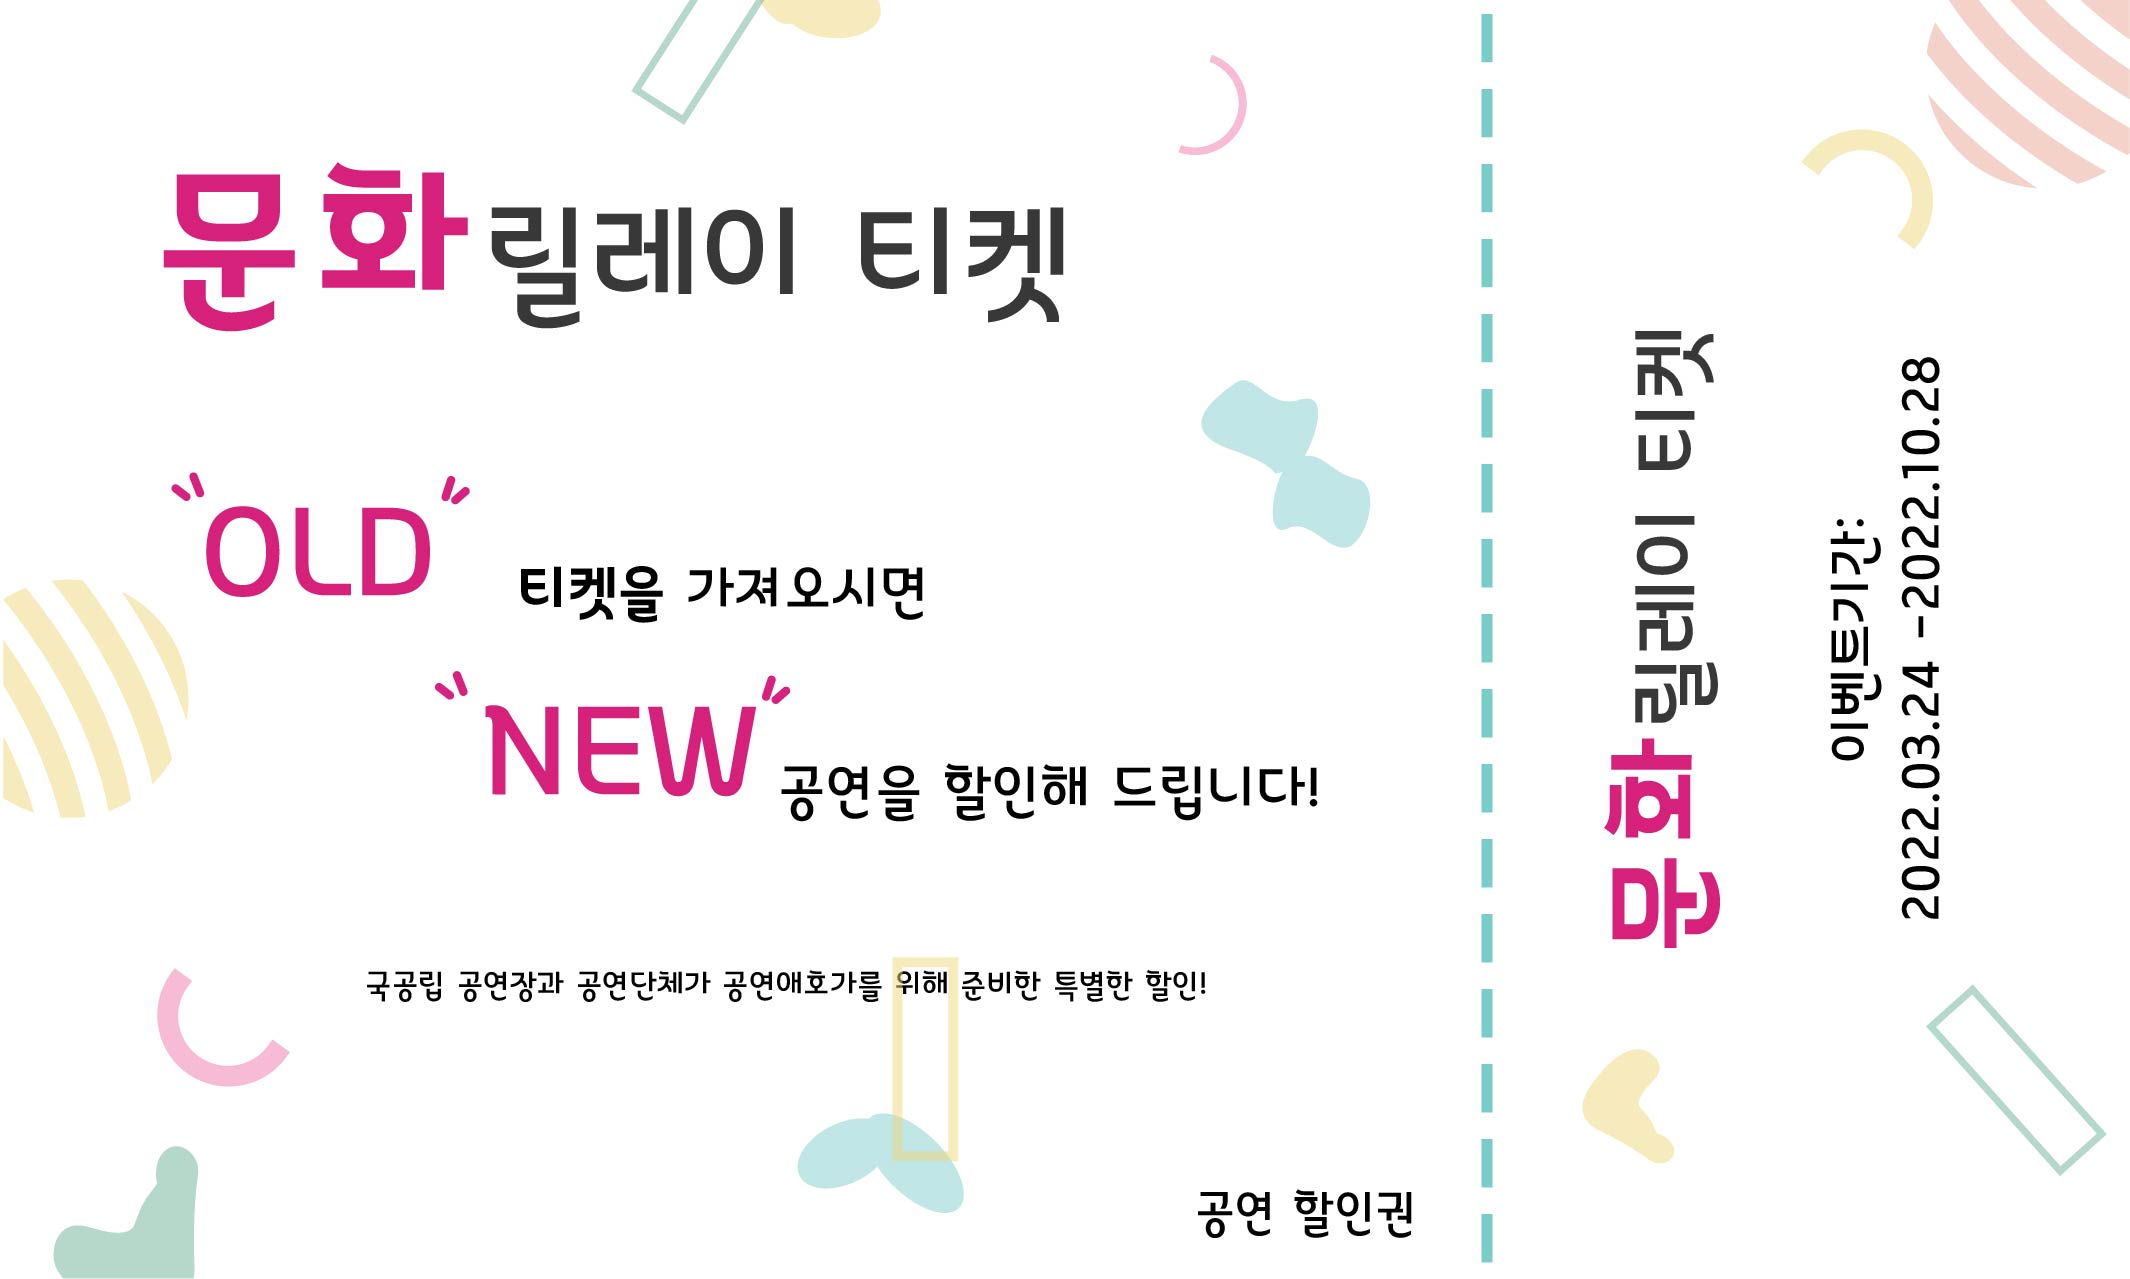 문화릴레이 티켓
OLD 티켓을 가져오시면
NEW 공연을 할인해 드립니다!
국공립 공연장과 공연단체가 공연애호가를 위해 준비한 특별한 할인!
공연 할인권
문화릴레이 티켓
이벤트기간:
2022.03.24 -2022.10.28